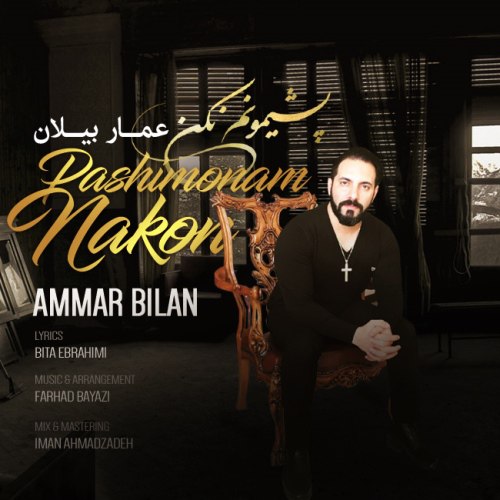 پشیمونم نکن
عمار بیلان
Pashimonam
Nakon
AMMAR BILAN
LYRICS
BITA EBRAHIMI
MUSIC & ARRANGEMENT
FARHAD BAYAZI
MIX & MASTERING
IMAN AHMADZADEH